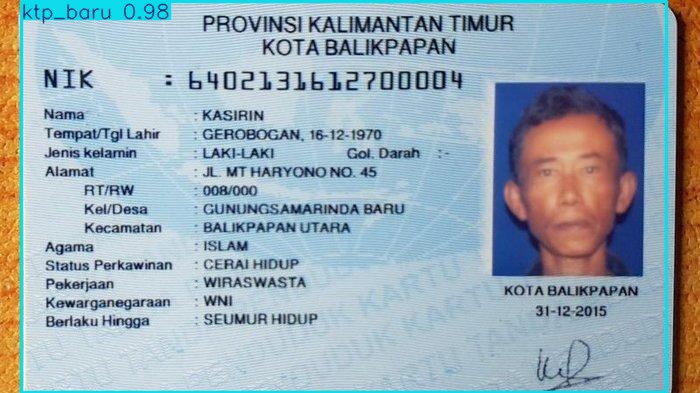 ktp_baru 0.98
PROVINSI KALIMANTAN TIMUR
KOTA BALIKPAPAN
NIK : 6402131612700004
Nama : KASIRIN
Tempat/Tgl Lahir : GEROBOGAN, 16-12-1970
Jenis kelamin : LAKI-LAKI Gol. Darah :-
Alamat : JL. MT HARYONO NO. 45
RT/RW : 008/000
Kel/Desa : GUNUNGSAMARINDA BARU
Kecamatan : BALIKPAPAN UTARA
Agama : ISLAM
Status Perkawinan : CERAI HIDUP
Pekerjaan : WIRASWASTA
Kewarganegaraan : WNI
Berlaku Hingga : SEUMUR HIDUP
KOTA BALIKPAPAN
31-12-2015